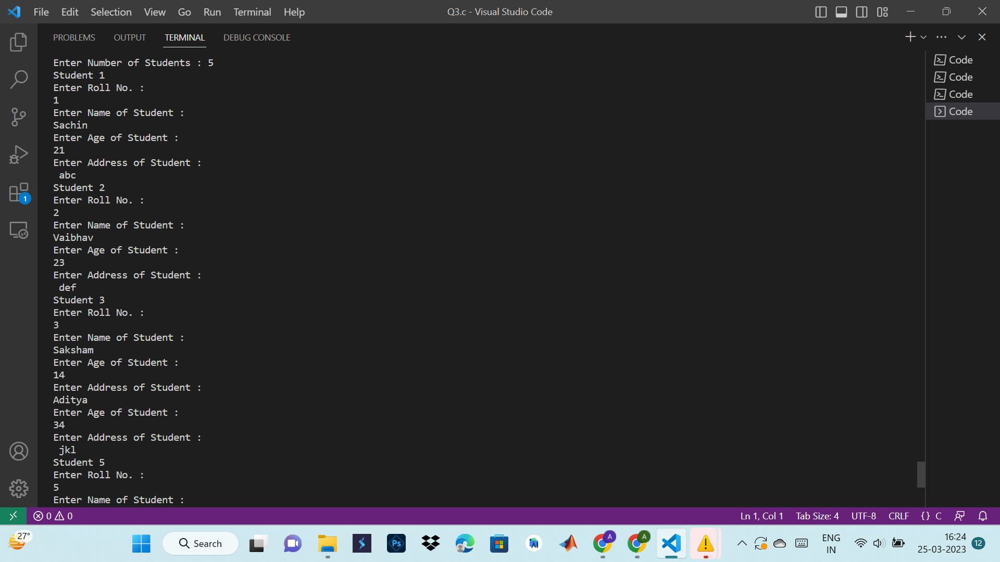 File Edit Selection View Go Run Terminal Help
Q3.c - Visual Studio Code
PROBLEMS OUTPUT TERMINAL DEBUG CONSOLE
Enter Number of Students : 5
Student 1
Enter Roll No. :
1
Enter Name of Student :
Sachin
Enter Age of Student :
21
Enter Address of Student :
abc
Student 2
Enter Roll No. :
2
Enter Name of Student :
Vaibhav
Enter Age of Student :
23
Enter Address of Student :
def
Student 3
Enter Roll No. :
3
Enter Name of Student :
Saksham
Enter Age of Student :
14
Enter Address of Student :
Aditya
Enter Age of Student :
34
Enter Address of Student :
jkl
Student 5
Enter Roll No. :
5
Enter Name of Student :
Code
Code
Code
Code
1
0 0
Ln 1, Col 1 Tab Size: 4 UTF-8 CRLF {} C
27°
Search
Ps
A
A
ENG
IN
16:24
25-03-2023
12